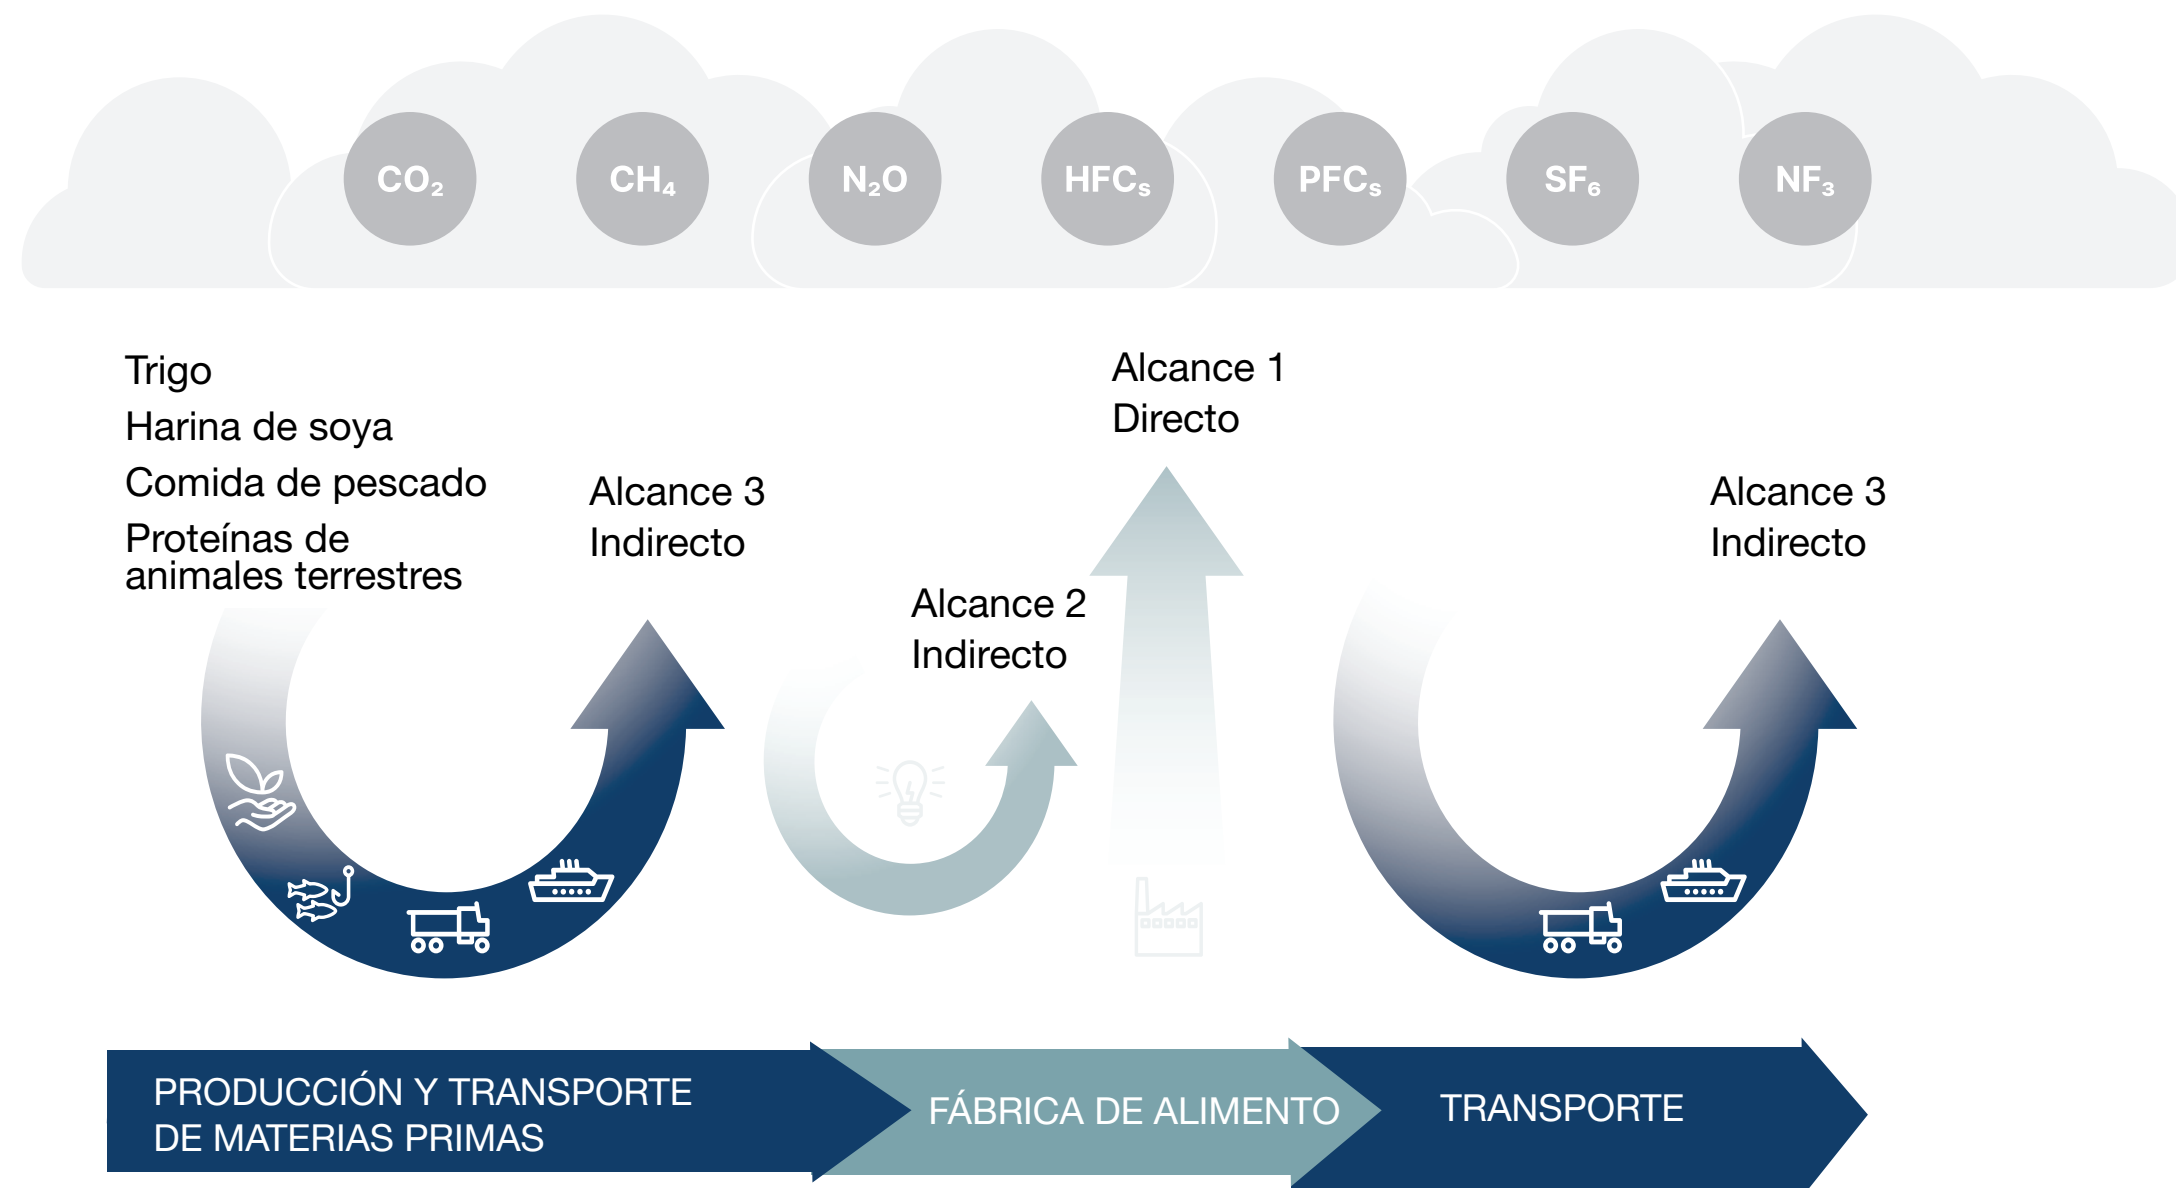 CO₂
CH₄
N₂O
HFCₛ
PFCₛ
SF₆
NF₃
Trigo
Harina de soya
Comida de pescado
Proteínas de
animales terrestres
Alcance 3
Indirecto
Alcance 2
Indirecto
Alcance 1
Directo
Alcance 3
Indirecto
PRODUCCIÓN Y TRANSPORTE
DE MATERIAS PRIMAS
FÁBRICA DE ALIMENTO
TRANSPORTE